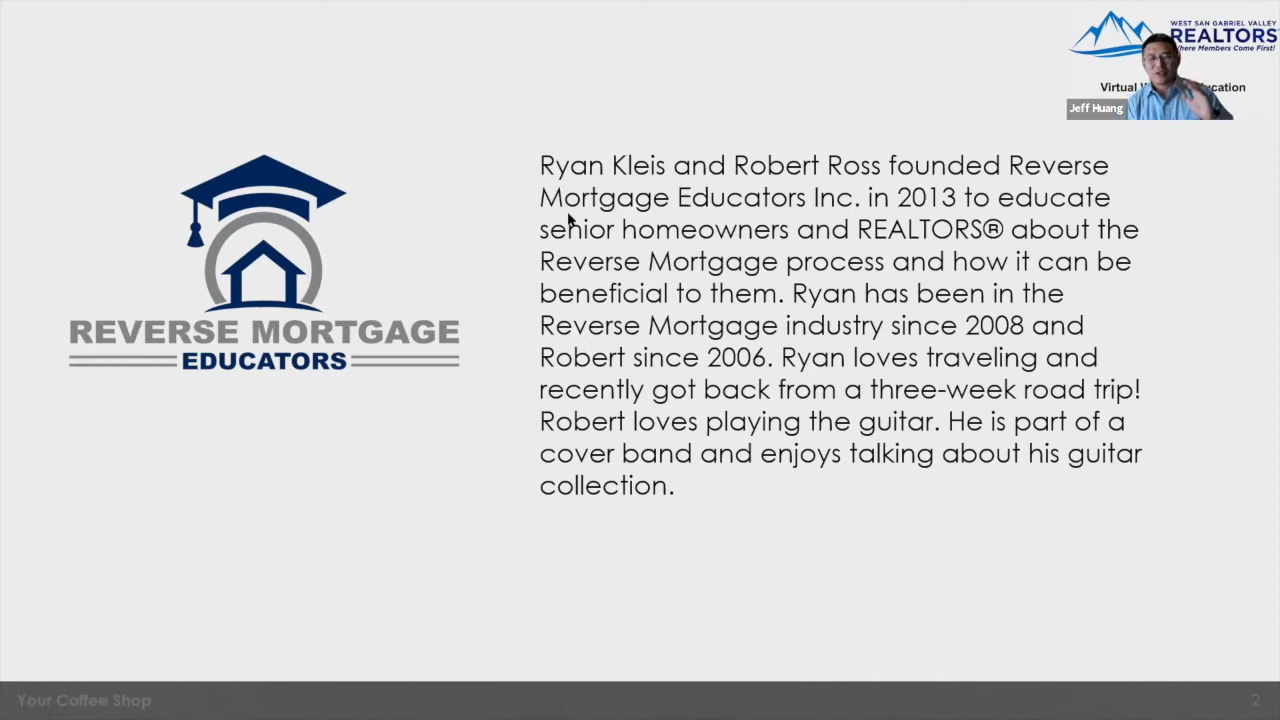 WEST SAN GABRIEL VALLEY
REALTORS
Where Members Come First!
Virtual
Jeff Huang
Ryan Kleis and Robert Ross founded Reverse
Mortgage Educators Inc. in 2013 to educate
senior homeowners and REALTORS® about the
Reverse Mortgage process and how it can be
beneficial to them. Ryan has been in the
Reverse Mortgage industry since 2008 and
Robert since 2006. Ryan loves traveling and
recently got back from a three-week road trip!
Robert loves playing the guitar. He is part of a
cover band and enjoys talking about his guitar
collection.
REVERSE MORTGAGE
EDUCATORS
Your Coffee Shop
2